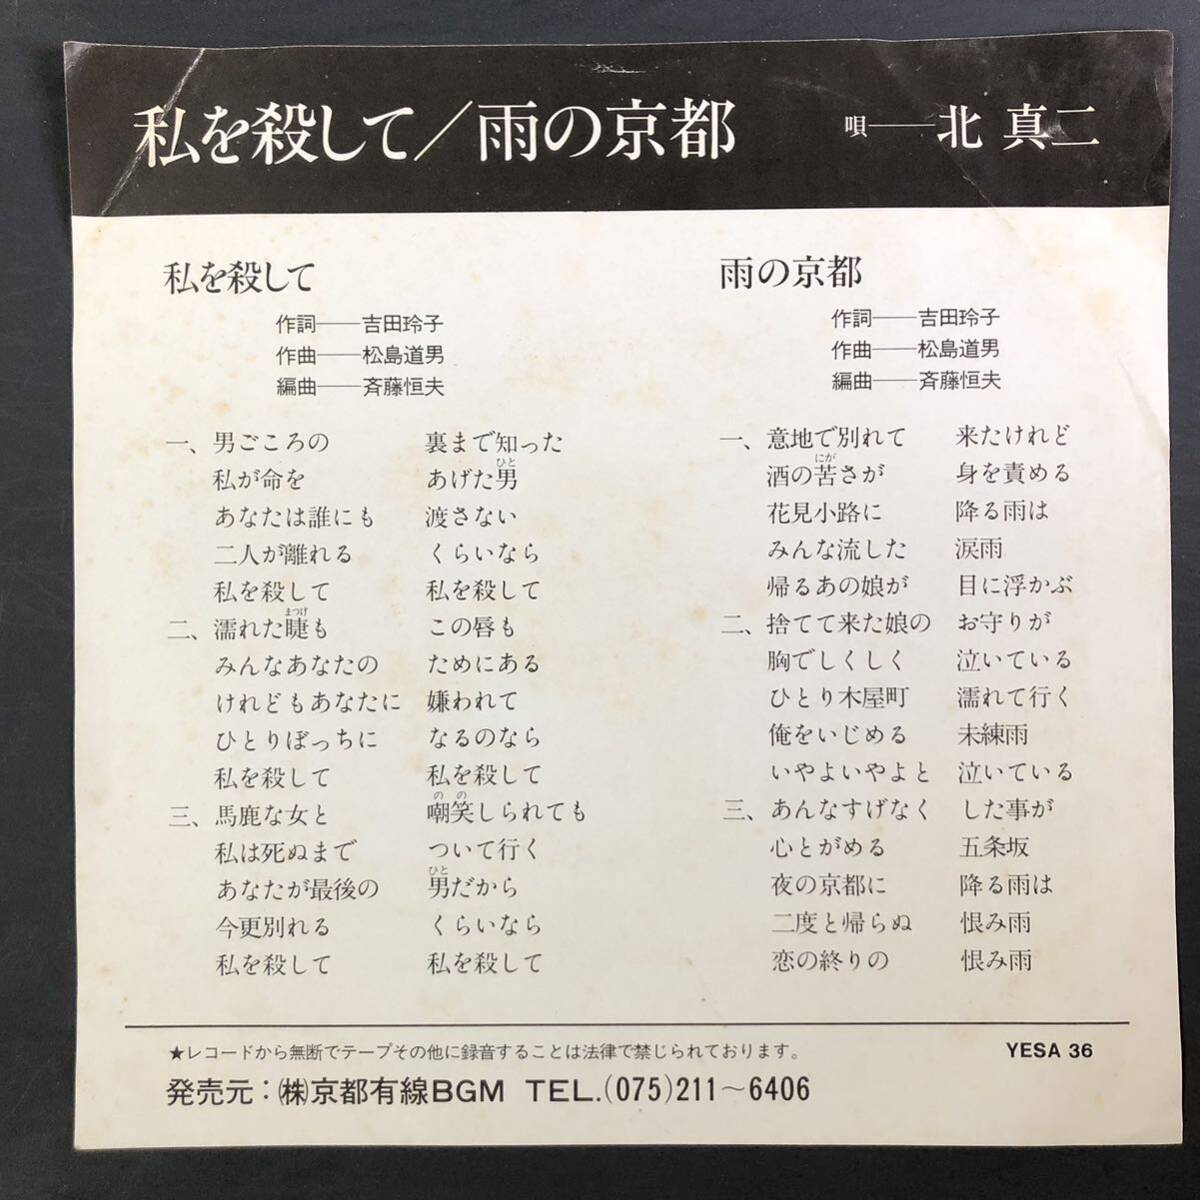 私を殺して／雨の京都　唄――北 真二
私を殺して
作詞――吉田玲子
作曲――松島道男
編曲――斉藤恒夫
一、男ごころの　裏まで知った
私が命を　あげた男(ひと)
あなたは誰にも　渡さない
二人が離れる　くらいなら
私を殺して　私を殺して
二、濡れた睫(まつげ)も　この唇も
みんなあなたの　ためにある
けれどもあなたに　嫌われて
ひとりぼっちに　なるのなら
私を殺して　私を殺して
三、馬鹿な女と　嘲笑(のの)しられても
私は死ぬまで　ついて行く
あなたが最後の　男(ひと)だから
今更別れる　くらいなら
私を殺して　私を殺して
雨の京都
作詞――吉田玲子
作曲――松島道男
編曲――斉藤恒夫
一、意地で別れて　来たけれど
酒の苦(にが)さが　身を責める
花見小路に　降る雨は
みんな流した　涙雨
帰るあの娘が　目に浮かぶ
二、捨てて来た娘の　お守りが
胸でしくしく　泣いている
ひとり木屋町　濡れて行く
俺をいじめる　未練雨
いやよいやよと　泣いている
三、あんなすげなく　した事が
心とがめる　五条坂
夜の京都に　降る雨は
二度と帰らぬ　恨み雨
恋の終りの　恨み雨
★レコードから無断でテープその他に録音することは法律で禁じられております。　YESA 36
発売元：㈱京都有線BGM　TEL.(075)211～6406